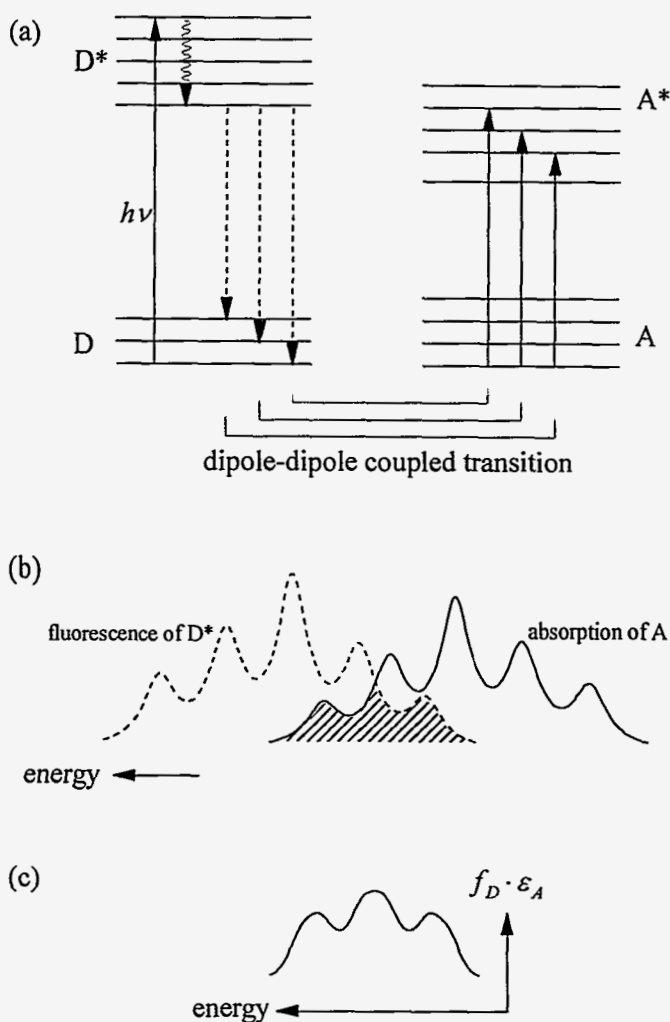 (a)
D*
A*
hν
D
A
dipole-dipole coupled transition
(b)
fluorescence of D*
absorption of A
energy
(c)
f_D · ε_A
energy